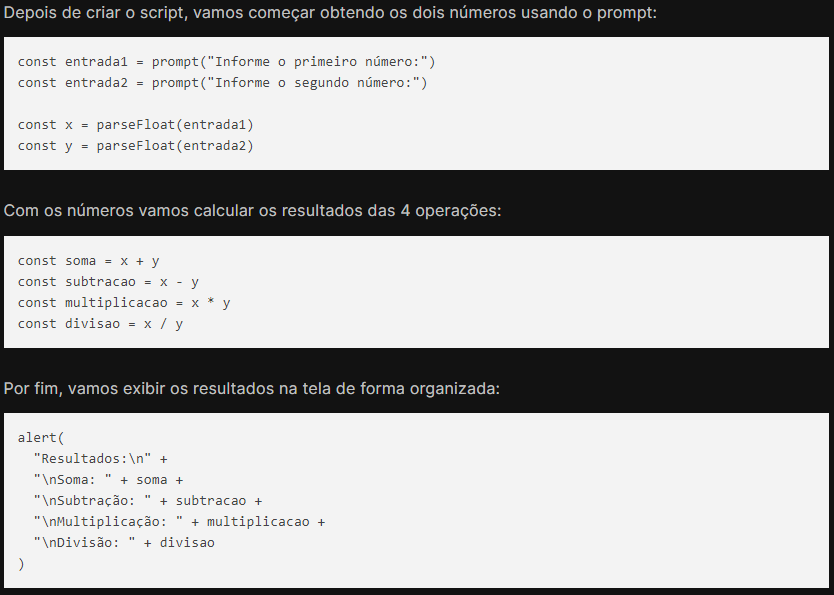 Depois de criar o script, vamos começar obtendo os dois números usando o prompt:
const entrada1 = prompt("Informe o primeiro número:")
const entrada2 = prompt("Informe o segundo número:")
const x = parseFloat(entrada1)
const y = parseFloat(entrada2)
Com os números vamos calcular os resultados das 4 operações:
const soma = x + y
const subtracao = x - y
const multiplicacao = x * y
const divisao = x / y
Por fim, vamos exibir os resultados na tela de forma organizada:
alert(
  "Resultados:\n" +
  "\nSoma: " + soma +
  "\nSubtração: " + subtracao +
  "\nMultiplicação: " + multiplicacao +
  "\nDivisão: " + divisao
)